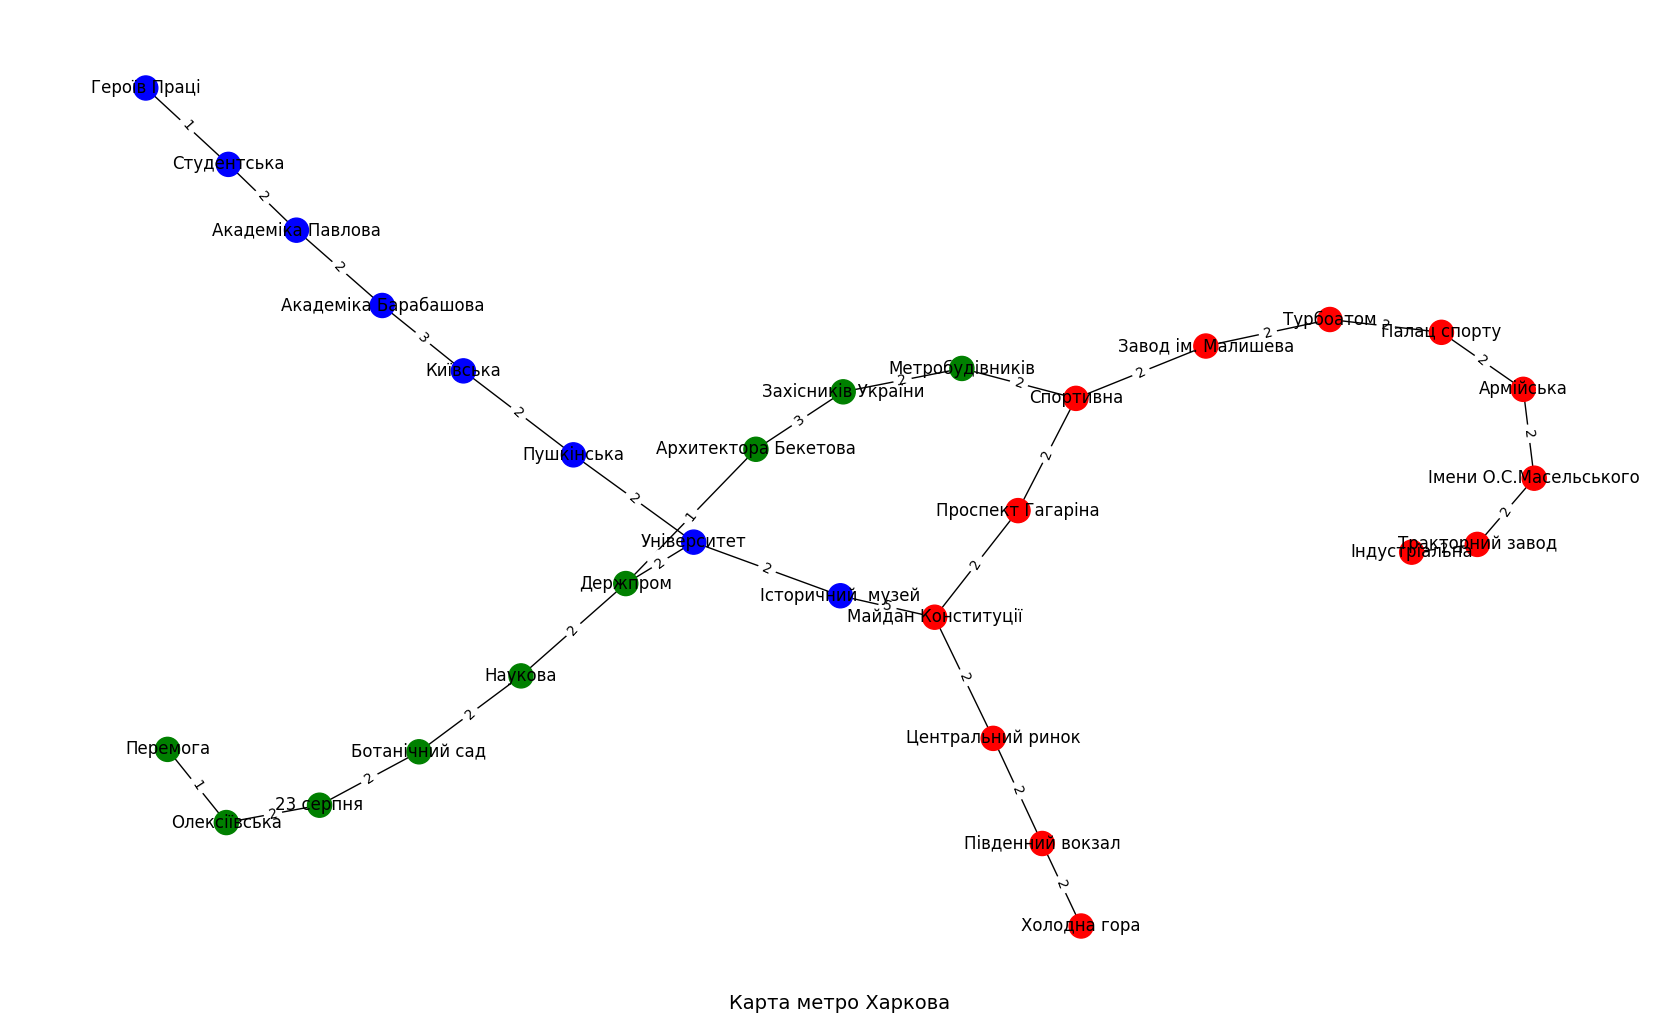 Героїв Праці
1
Студентська
2
Академіка Павлова
2
Академіка Барабашова
3
Київська
2
Пушкінська
2
Університет
2
Історичний  музей
5
Майдан Конституції
Турбоатом
2
Палац спорту
2
Завод ім. Малишева
2
Метробудівників
2
Спортивна
2
Захісників України
2
3
Архитектора Бекетова
1
2
Держпром
2
Наукова
2
Ботанічний сад
2
23 серпня
2
Олексіївська
1
Перемога
Армійська
2
Імени О.С.Масельського
2
Тракторний завод
Індустріальна
2
Проспект Гагаріна
2
2
Центральний ринок
2
Південний вокзал
2
Холодна гора
Карта метро Харкова